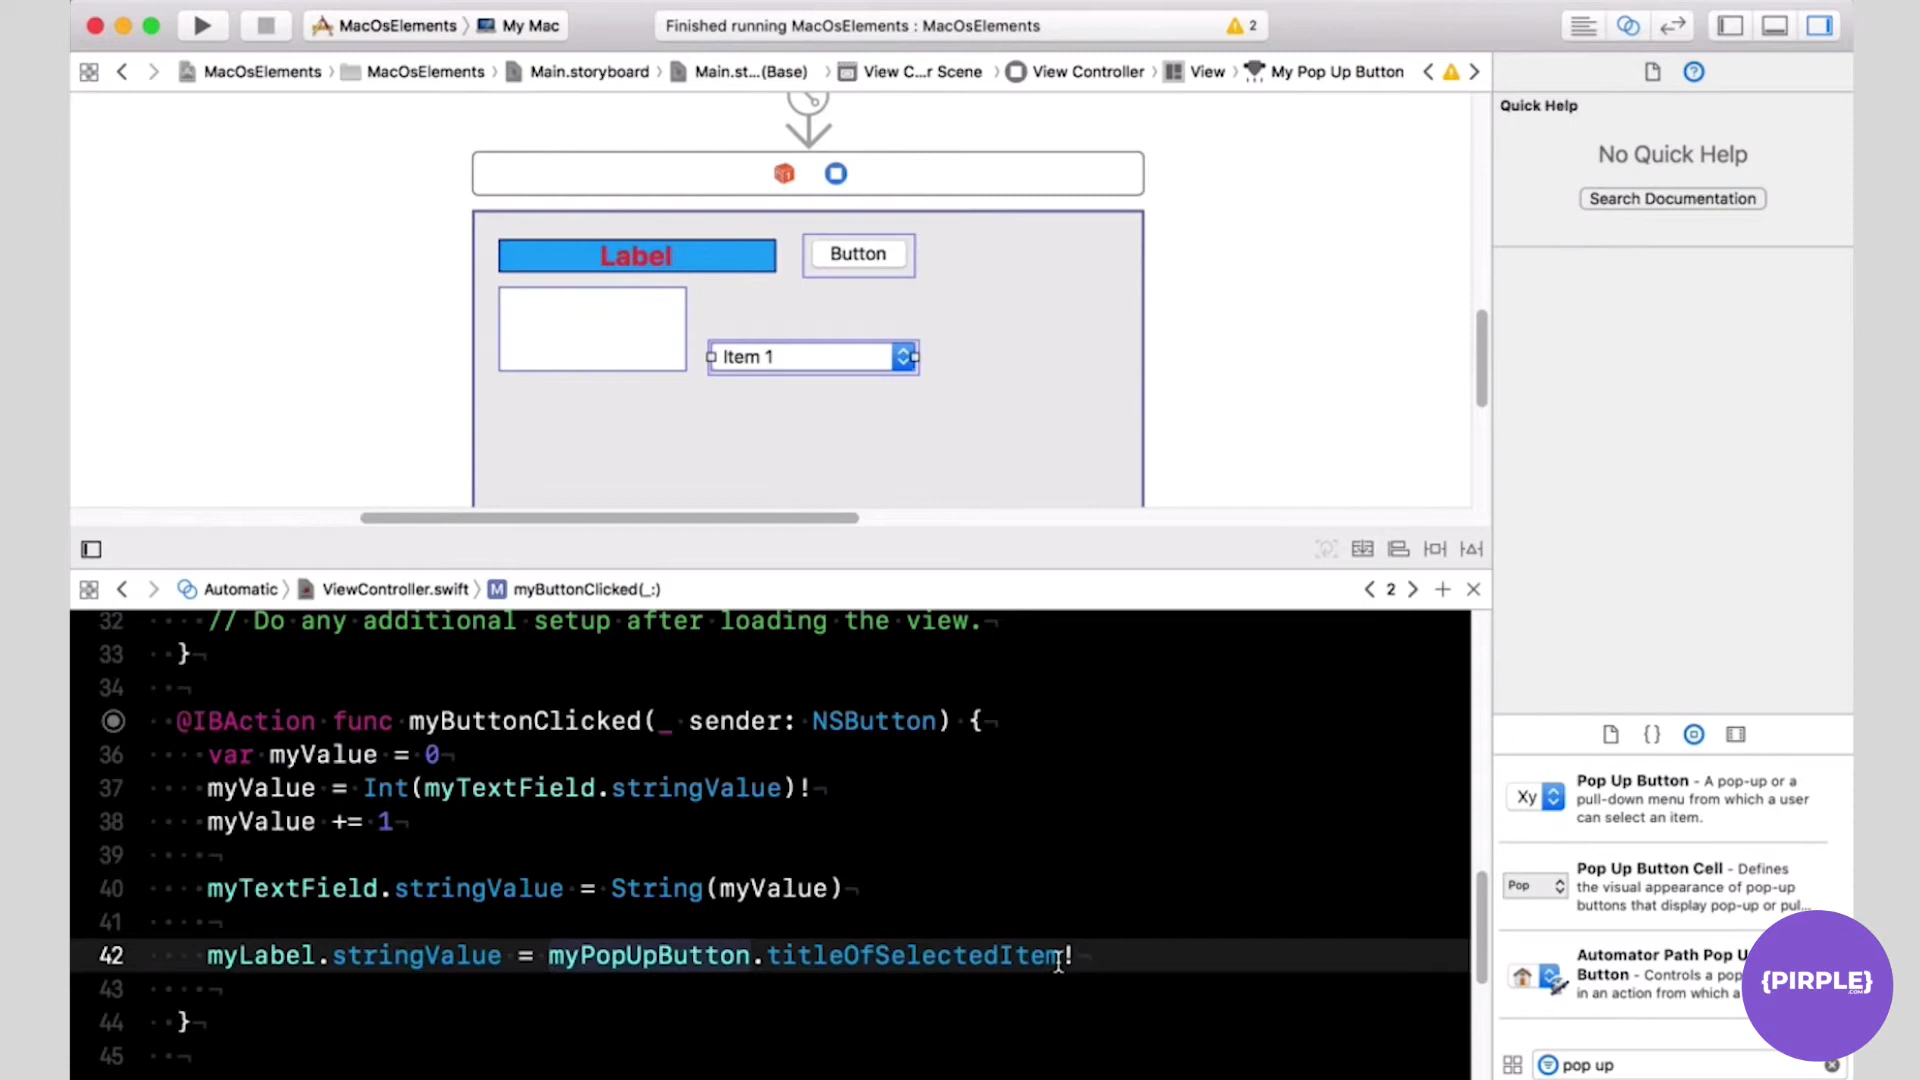 MacOsElements 〉 My Mac
Finished running MacOsElements : MacOsElements
2
MacOsElements 〉 MacOsElements 〉 Main.storyboard 〉 Main.st...(Base) 〉 View C...r Scene 〉 View Controller 〉 View 〉 My Pop Up Button
Quick Help
No Quick Help
Search Documentation
Label
Button
Item 1
Automatic 〉 ViewController.swift 〉 M myButtonClicked(_:)
2
32 // Do any additional setup after loading the view.
33 }
34
@IBAction func myButtonClicked(_ sender: NSButton) {
36 var myValue = 0
37 myValue = Int(myTextField.stringValue)!
38 myValue += 1
39
40 myTextField.stringValue = String(myValue)
41
42 myLabel.stringValue = myPopUpButton.titleOfSelectedItem!
43
44 }
45
Xy
Pop Up Button - A pop-up or a
pull-down menu from which a user
can select an item.
Pop
Pop Up Button Cell - Defines
the visual appearance of pop-up
buttons that display pop-up or pul...
Automator Path Pop U
Button - Controls a pop
in an action from which a
{PIRPLE}
.COM
pop up